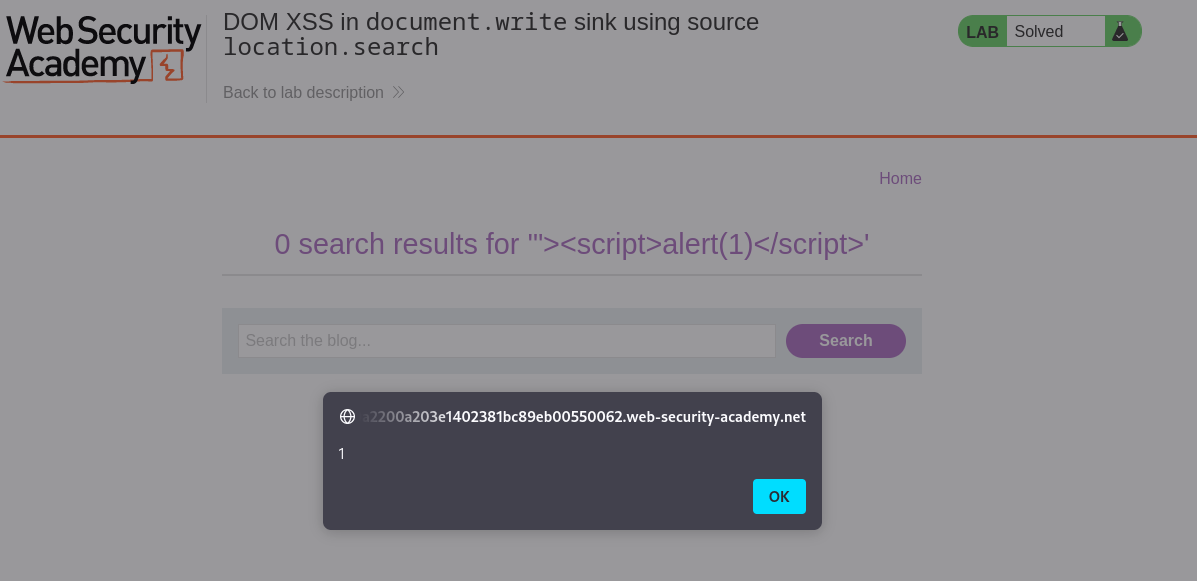 Web Security
Academy
DOM XSS in document.write sink using source
location.search
Back to lab description
LAB Solved
Home
0 search results for '"><script>alert(1)</script>'
Search the blog...
Search
a2200a203e1402381bc89eb00550062.web-security-academy.net
1
OK